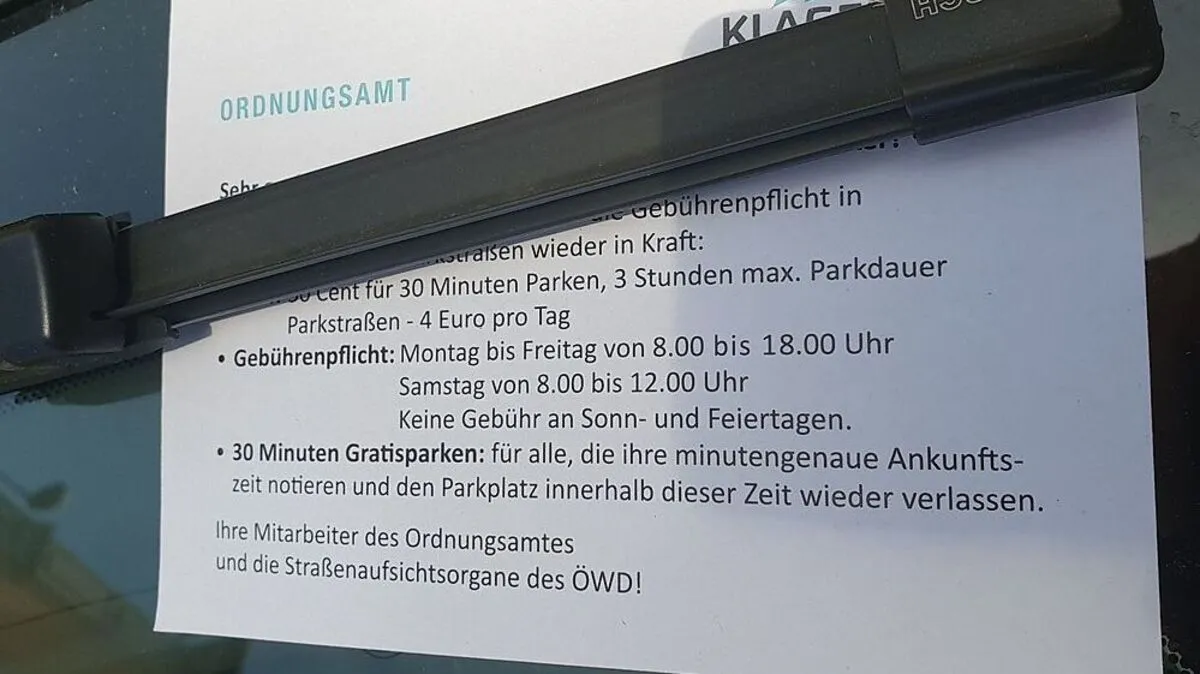 ORDNUNGSAMT
Sehr
Gebührenpflicht in
wieder in Kraft:
Cent für 30 Minuten Parken, 3 Stunden max. Parkdauer
Parkstraßen - 4 Euro pro Tag
• Gebührenpflicht: Montag bis Freitag von 8.00 bis 18.00 Uhr
Samstag von 8.00 bis 12.00 Uhr
Keine Gebühr an Sonn- und Feiertagen.
• 30 Minuten Gratisparken: für alle, die ihre minutengenaue Ankunfts-
zeit notieren und den Parkplatz innerhalb dieser Zeit wieder verlassen.
Ihre Mitarbeiter des Ordnungsamtes
und die Straßenaufsichtsorgane des ÖWD!